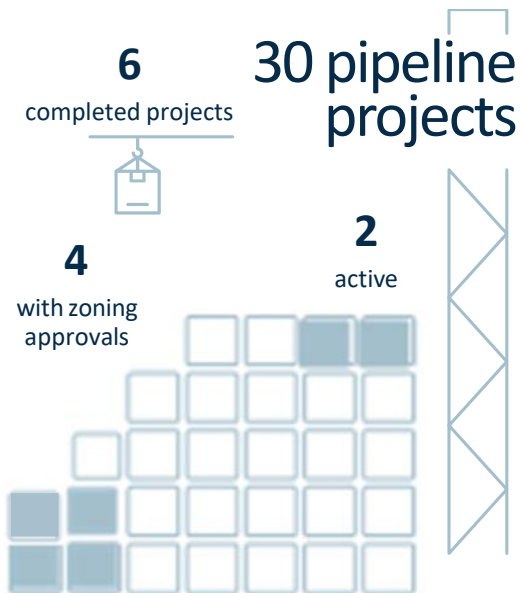 30 pipeline
projects
6
completed projects
2
active
4
with zoning
approvals